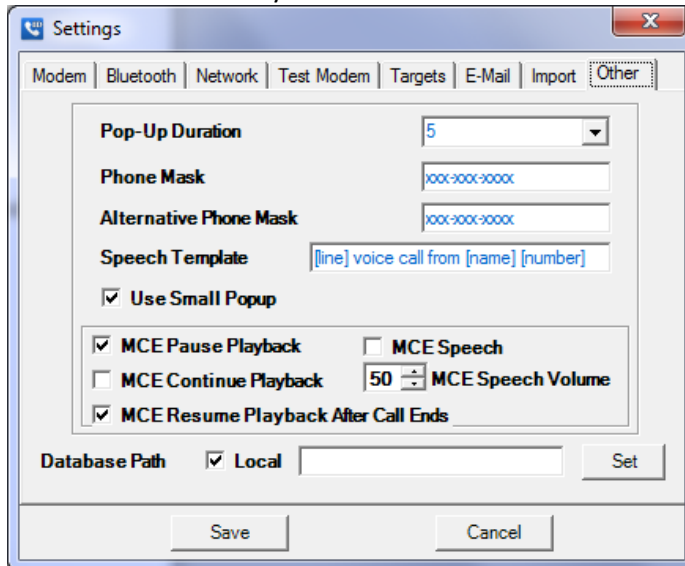 Settings
Modem Bluetooth Network Test Modem Targets E-Mail Import Other
Pop-Up Duration 5
Phone Mask xxx-xxx-xxxx
Alternative Phone Mask xxx-xxx-xxxx
Speech Template [line] voice call from [name] [number]
Use Small Popup
MCE Pause Playback MCE Speech
MCE Continue Playback 50 MCE Speech Volume
MCE Resume Playback After Call Ends
Database Path Local Set
Save Cancel